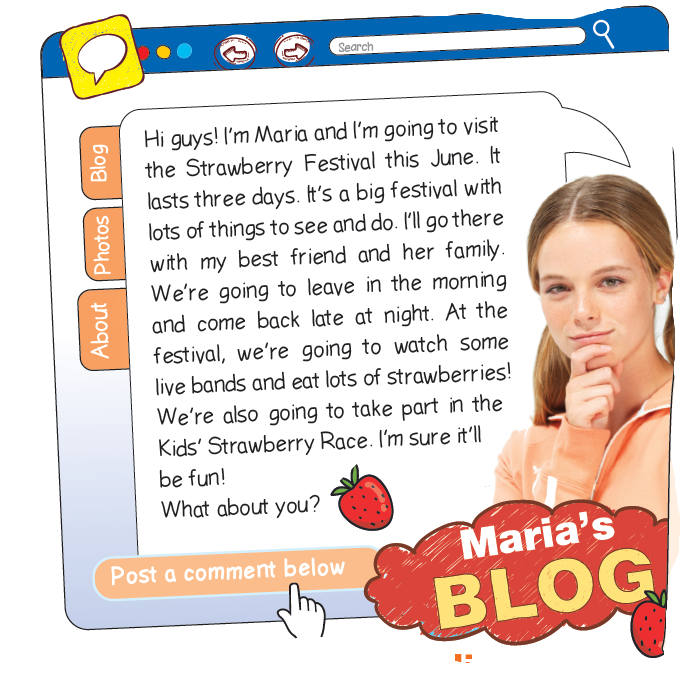 Search
Blog
Photos
About
Hi guys! I'm Maria and I'm going to visit
the Strawberry Festival this June. It
lasts three days. It's a big festival with
lots of things to see and do. I'll go there
with my best friend and her family.
We're going to leave in the morning
and come back late at night. At the
festival, we're going to watch some
live bands and eat lots of strawberries!
We're also going to take part in the
Kids' Strawberry Race. I'm sure it'll
be fun!
What about you?
Post a comment below
Maria's
BLOG